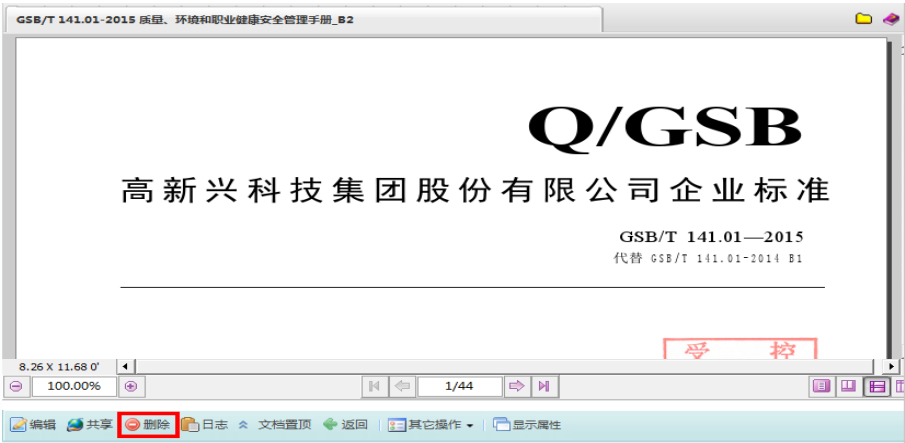 GSB/T 141.01-2015 质量、环境和职业健康安全管理手册_B2
Q/GSB
高新兴科技集团股份有限公司企业标准
GSB/T 141.01—2015
代替 GSB/T 141.01-2014 B1
受 控
8.26 X 11.68 0'
100.00% 1/44
编辑 共享 删除 日志 文档置顶 返回 其它操作 显示属性